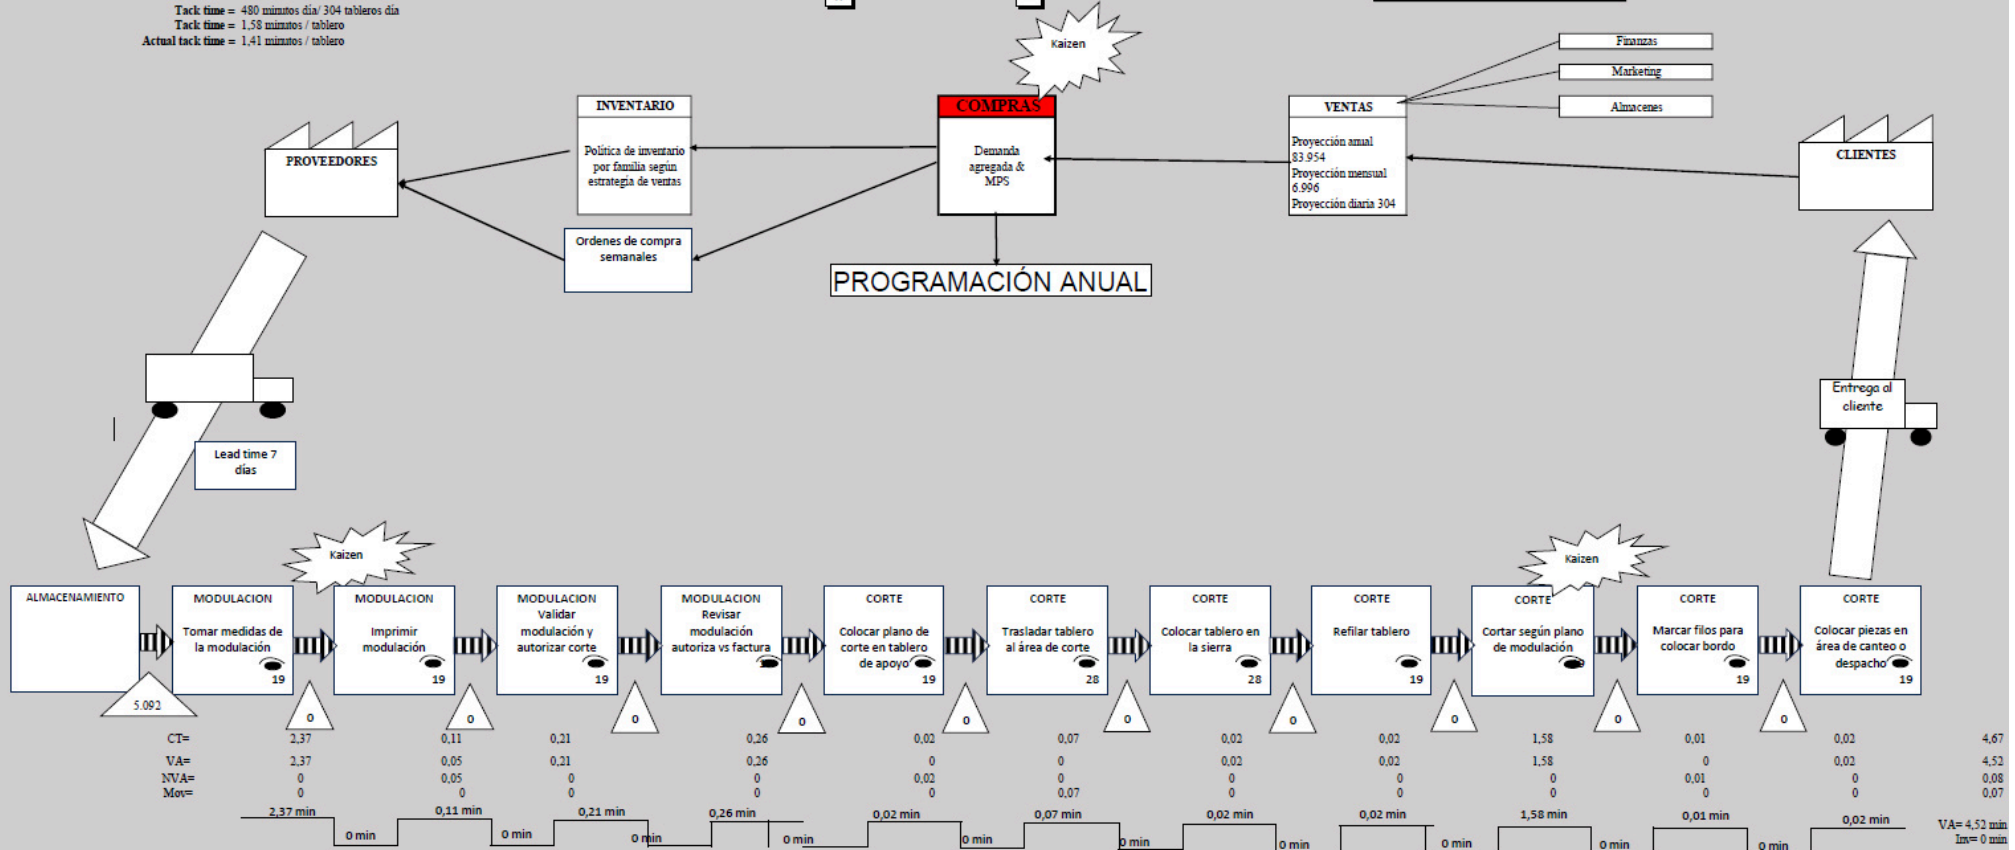 Tack time = 480 minutos día/ 304 tableros día
Tack time = 1,58 minutos / tablero
Actual tack time = 1,41 minutos / tablero
Kaizen
Finanzas
Marketing
Almacenes
PROVEEDORES
INVENTARIO
Política de inventario
por familia según
estrategia de ventas
COMPRAS
Demanda
agregada &
MPS
VENTAS
Proyección anual
83.954
Proyección mensual
6.996
Proyección diaria 304
CLIENTES
Ordenes de compra
semanales
PROGRAMACIÓN ANUAL
Lead time 7
días
Entrega al
cliente
Kaizen
Kaizen
ALMACENAMIENTO
MODULACION
Tomar medidas de
la modulación
19
MODULACION
Imprimir
modulación
19
MODULACION
Validar
modulación y
autorizar corte
19
MODULACION
Revisar
modulación
autoriza vs factura
CORTE
Colocar plano de
corte en tablero
de apoyo
19
CORTE
Trasladar tablero
al área de corte
28
CORTE
Colocar tablero en
la sierra
28
CORTE
Refilar tablero
19
CORTE
Cortar según plano
de modulación
CORTE
Marcar filos para
colocar bordo
19
CORTE
Colocar piezas en
área de canteo o
despacho
19
5.092 0 0 0 0 0 0 0 0 0 0
CT= 2,37 0,11 0,21 0,26 0,02 0,07 0,02 0,02 1,58 0,01 0,02 4,67
VA= 2,37 0,05 0,21 0,26 0 0 0,02 0,02 1,58 0 0,02 4,52
NVA= 0 0,05 0 0 0,02 0 0 0 0 0,01 0 0,08
Mov= 0 0 0 0 0 0,07 0 0 0 0 0 0,07
2,37 min 0,11 min 0,21 min 0,26 min 0,02 min 0,07 min 0,02 min 0,02 min 1,58 min 0,01 min 0,02 min VA= 4,52 min
0 min 0 min 0 min 0 min 0 min 0 min 0 min 0 min 0 min 0 min Inv= 0 min